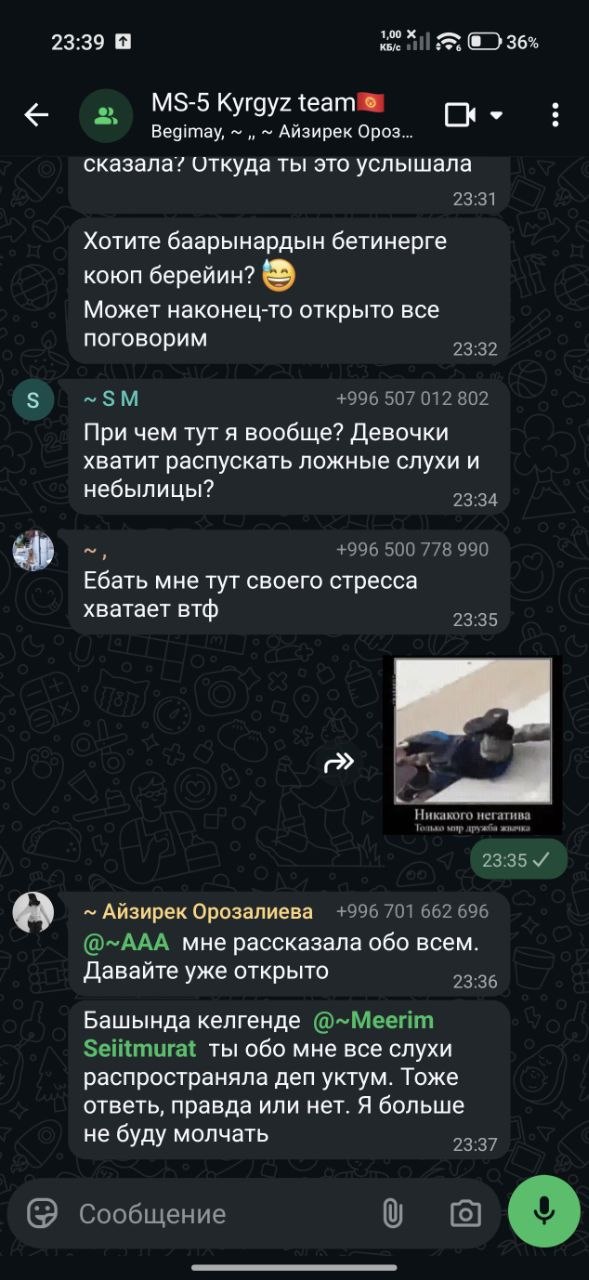 23:39
1,00
КБ/с
6
36%
MS-5 Kyrgyz team🇰🇬
Begimay, ~ ,, ~ Айзирек Ороз...
сказала? Откуда ты это услышала
23:31
Хотите баарынардын бетинерге
коюп берейин? 😅
Может наконец-то открыто все
поговорим
23:32
S
~ S M
+996 507 012 802
При чем тут я вообще? Девочки
хватит распускать ложные слухи и
небылицы?
23:34
~ ,
+996 500 778 990
Ебать мне тут своего стресса
хватает втф
23:35
Никакого негатива
Только мир дружба жвачка
23:35
~ Айзирек Орозалиева
+996 701 662 696
@~AAA мне рассказала обо всем.
Давайте уже открыто
23:36
Башында келгенде @~Meerim
Seiitmurat ты обо мне все слухи
распространяла деп уктум. Тоже
ответь, правда или нет. Я больше
не буду молчать
23:37
Сообщение